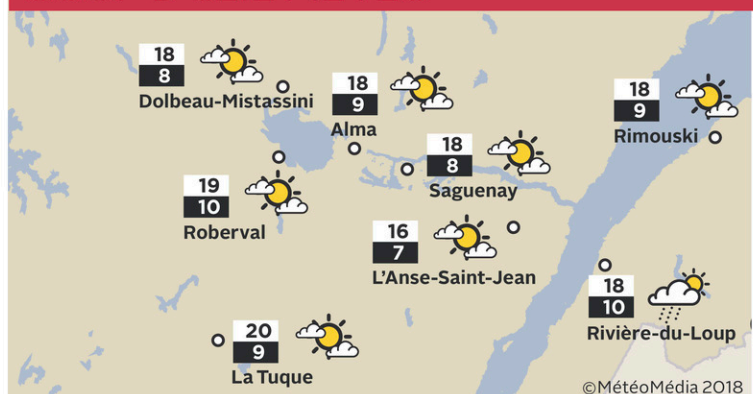 18
8
Dolbeau-Mistassini
18
9
Alma
18
9
Rimouski
18
8
Saguenay
19
10
Roberval
16
7
L'Anse-Saint-Jean
18
10
Rivière-du-Loup
20
9
La Tuque
©MétéoMédia 2018